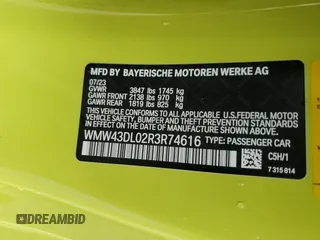 MFD BY BAYERISCHE MOTOREN WERKE AG
07/23
GVWR 3847 lbs 1745 kg
GAWR FRONT 2138 lbs 970 kg
GAWR REAR 1819 lbs 825 kg
THIS VEHICLE CONFORMS TO ALL
APPLICABLE U.S. FEDERAL MOTOR
VEHICLE SAFETY, BUMPER, AND THEFT
PREVENTION STANDARDS IN EFFECT ON
THE DATE OF MANUFACTURE SHOWN ABOVE.
WMW43DL02R3R74616 TYPE: PASSENGER CAR
C5H/1
7 315 814
DREAMBID